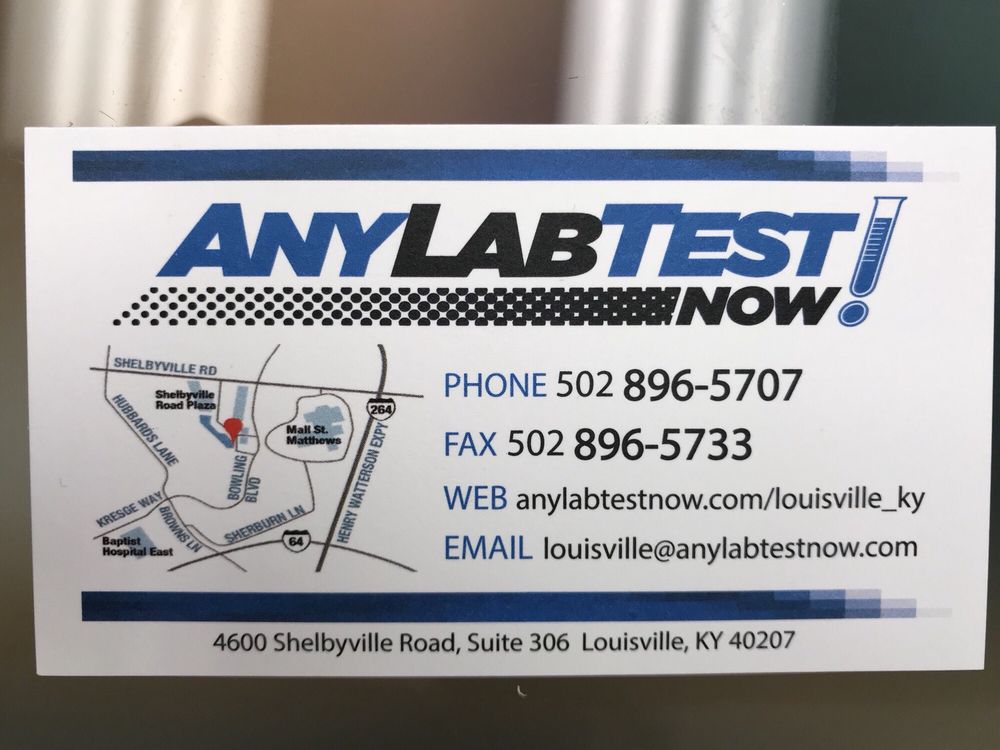 ANYLABTEST
NOW!
SHELBYVILLE RD
Shelbyville
Road Plaza
HUBBARDS LANE
264
Mall St.
Matthews
BOWLING
BLVD
HENRY WATTERSON EXPY
KRESGE WAY
BROWNS LN
SHERBURN LN
64
Baptist
Hospital East
PHONE 502 896-5707
FAX 502 896-5733
WEB anylabtestnow.com/louisville_ky
EMAIL louisville@anylabtestnow.com
4600 Shelbyville Road, Suite 306 Louisville, KY 40207